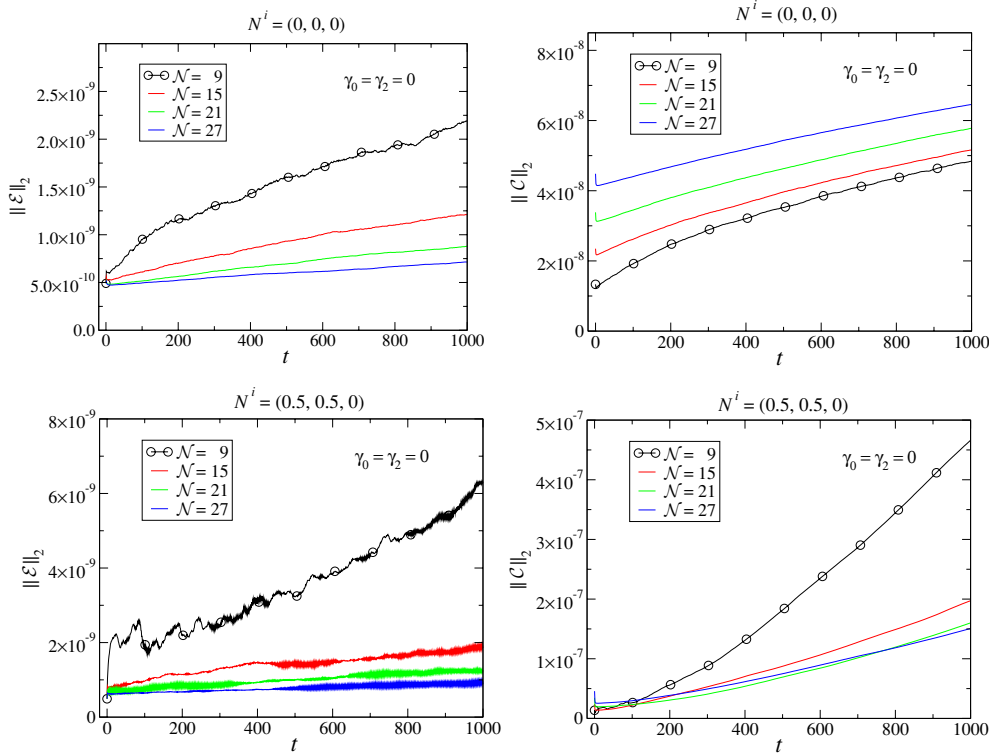 N^i = (0, 0, 0)
|| ℰ ||₂
2.5×10⁻⁹
2.0×10⁻⁹
1.5×10⁻⁹
1.0×10⁻⁹
5.0×10⁻¹⁰
0.0
𝒩 = 9
𝒩 = 15
𝒩 = 21
𝒩 = 27
γ₀ = γ₂ = 0
0 200 400 600 800 1000
t
N^i = (0, 0, 0)
|| 𝒞 ||₂
8×10⁻⁸
6×10⁻⁸
4×10⁻⁸
2×10⁻⁸
0
𝒩 = 9
𝒩 = 15
𝒩 = 21
𝒩 = 27
γ₀ = γ₂ = 0
0 200 400 600 800 1000
t
N^i = (0.5, 0.5, 0)
|| ℰ ||₂
8×10⁻⁹
6×10⁻⁹
4×10⁻⁹
2×10⁻⁹
0
𝒩 = 9
𝒩 = 15
𝒩 = 21
𝒩 = 27
γ₀ = γ₂ = 0
0 200 400 600 800 1000
t
N^i = (0.5, 0.5, 0)
|| 𝒞 ||₂
5×10⁻⁷
4×10⁻⁷
3×10⁻⁷
2×10⁻⁷
1×10⁻⁷
0
𝒩 = 9
𝒩 = 15
𝒩 = 21
𝒩 = 27
γ₀ = γ₂ = 0
0 200 400 600 800 1000
t